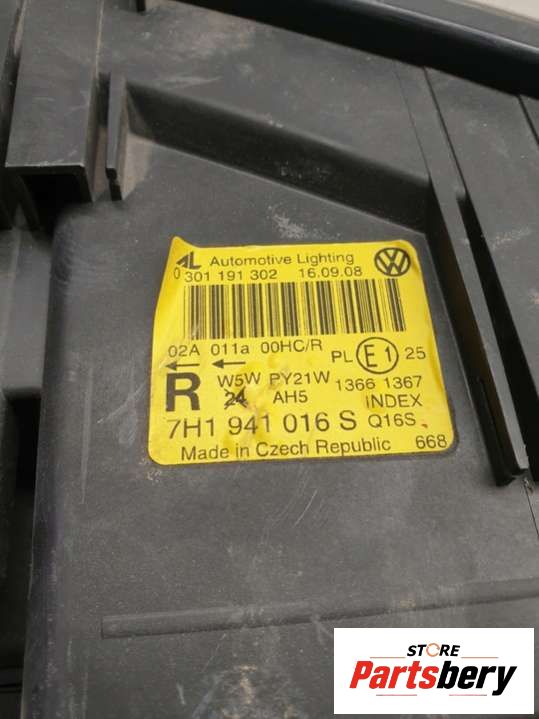 AL Automotive Lighting
0 301 191 302 16.09.08
02A 011a 00HC/R
PL E1 25
R W5W PY21W 1366 1367
24 AH5 INDEX
7H1 941 016 S Q16S
Made in Czech Republic 668
STORE
Partsbery